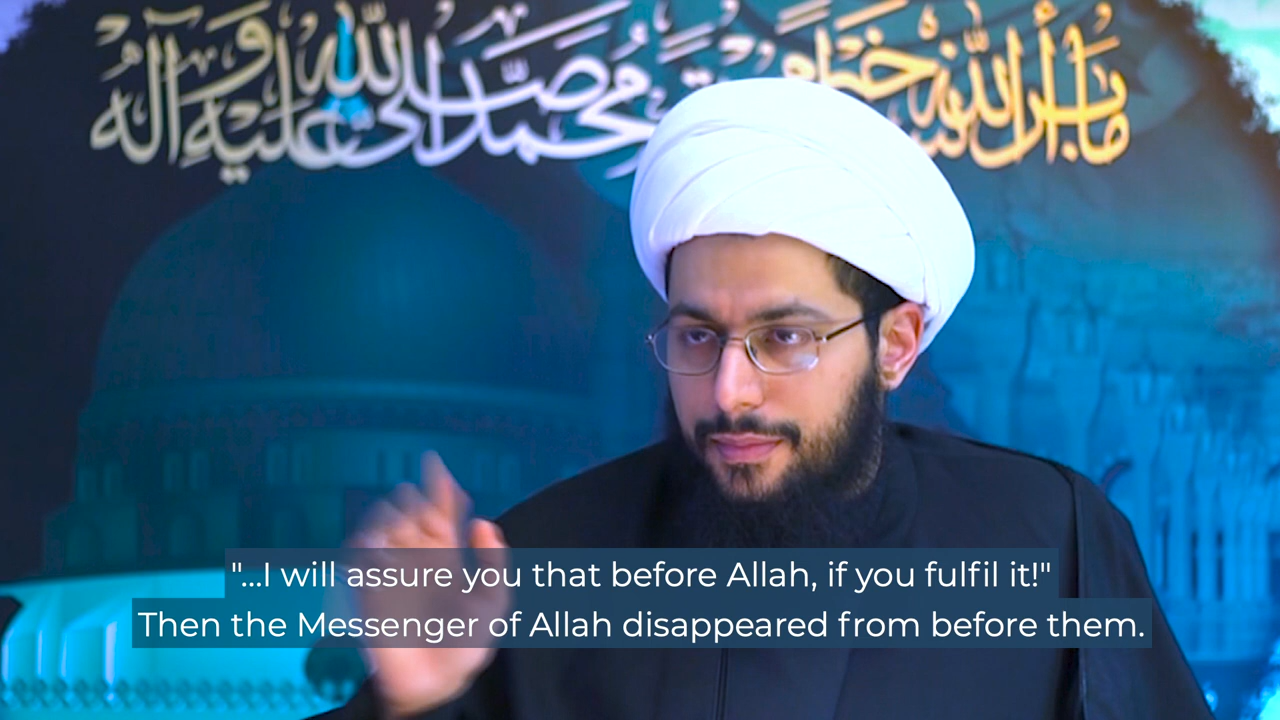 محمد صلى الله عليه وآله
"...I will assure you that before Allah, if you fulfil it!"
Then the Messenger of Allah disappeared from before them.